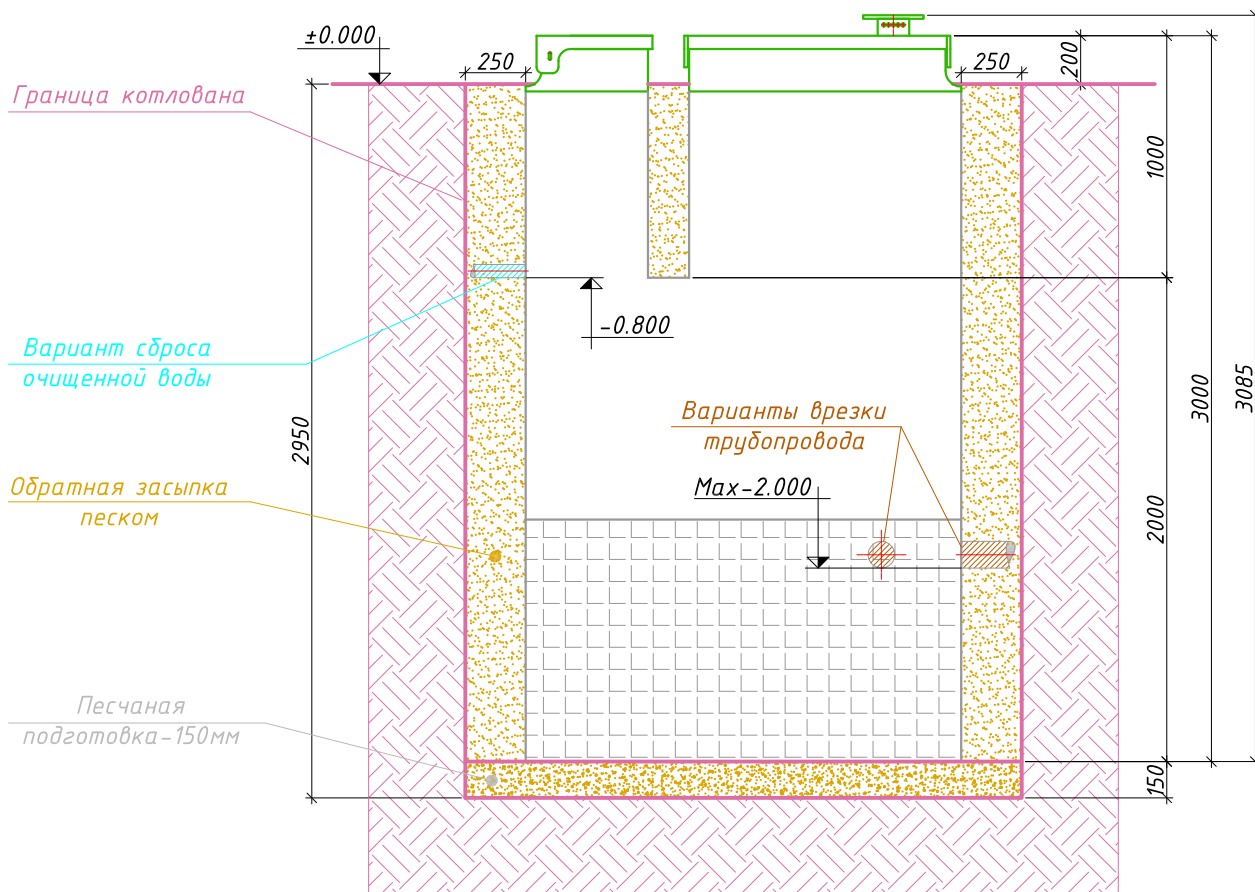 ±0.000
250
250
200
Граница котлована
1000
-0.800
Вариант сброса
очищенной воды
3085
3000
Варианты врезки
трубопровода
2950
Max-2.000
Обратная засыпка
песком
2000
Песчаная
подготовка-150мм
150